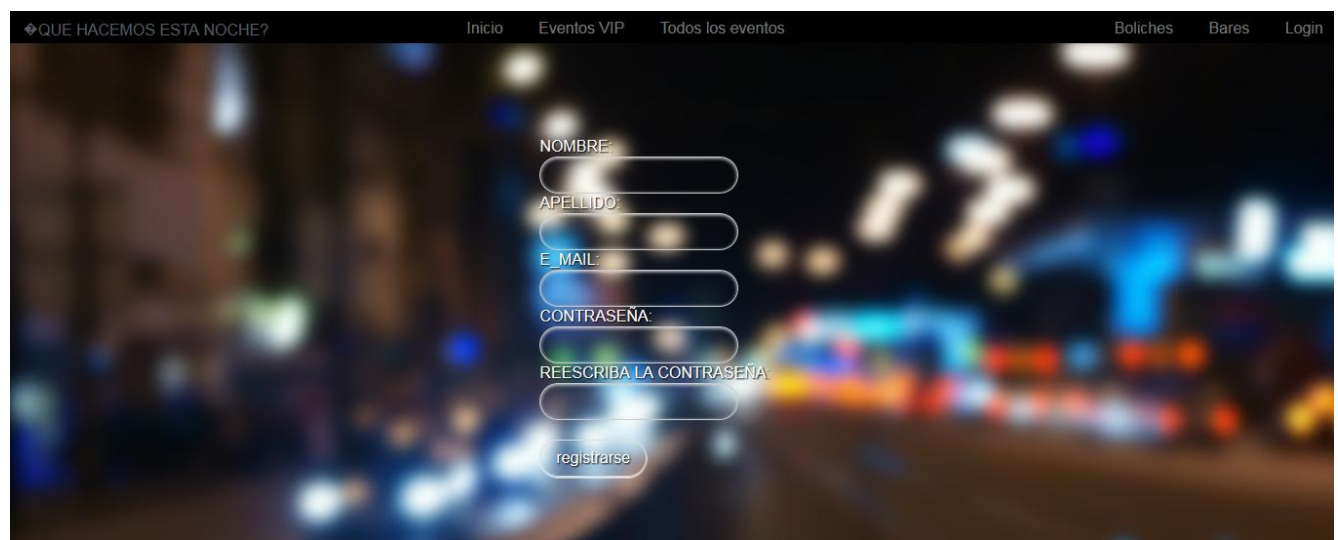 �QUE HACEMOS ESTA NOCHE? Inicio Eventos VIP Todos los eventos Boliches Bares Login
NOMBRE:
APELLIDO:
E_MAIL:
CONTRASEÑA:
REESCRIBA LA CONTRASEÑA:
registrarse